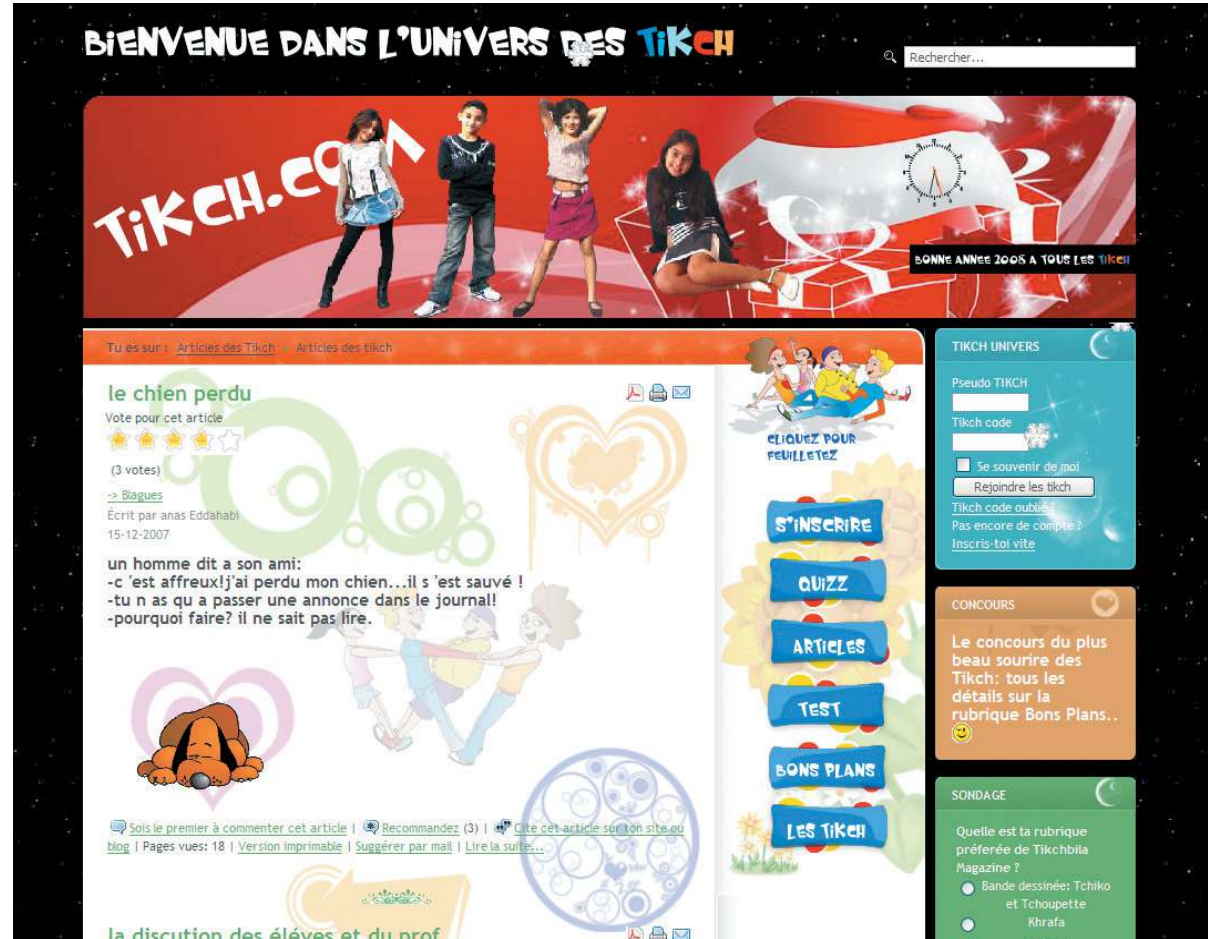 BiENVENUE DANS L'UNiVERS DES TiKCH
Rechercher...
TiKCH.COM
BONNE ANNEE 2008 A TOUS LES TIKCH
Tu es sur : Articles des Tikch Articles des tikch
le chien perdu
Vote pour cet article
(3 votes)
-> Blagues
Écrit par anas Eddahabi
15-12-2007
un homme dit a son ami:
-c 'est affreux!j'ai perdu mon chien...il s 'est sauvé !
-tu n as qu a passer une annonce dans le journal!
-pourquoi faire? il ne sait pas lire.
Sois le premier à commenter cet article | Recommandez (3) | Cite cet article sur ton site ou
blog | Pages vues: 18 | Version imprimable | Suggérer par mail | Lire la suite...
la discution des éléves et du prof
CLiQUEZ POUR
FEUiLLETEZ
S'iNSCRiRE
QUiZZ
ARTiCLES
TEST
BONS PLANS
LES TiKCH
TIKCH UNIVERS
Pseudo TIKCH
Tikch code
Se souvenir de moi
Rejoindre les tikch
Tikch code oublié ?
Pas encore de compte ?
Inscris-toi vite
CONCOURS
Le concours du plus
beau sourire des
Tikch: tous les
détails sur la
rubrique Bons Plans..
SONDAGE
Quelle est ta rubrique
préferée de Tikchbila
Magazine ?
Bande dessinée: Tchiko
et Tchoupette
Khrafa